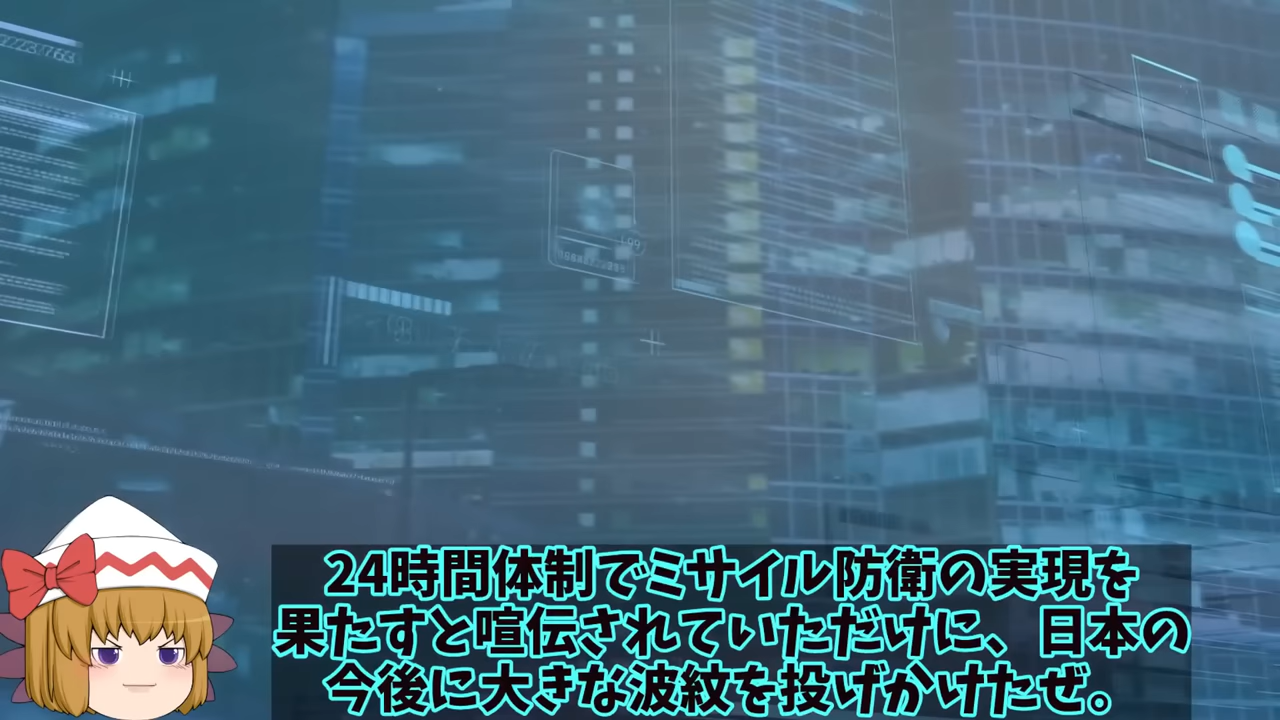 24時間体制でミサイル防衛の実現を
果たすと喧伝されていただけに、日本の
今後に大きな波紋を投げかけたぜ。